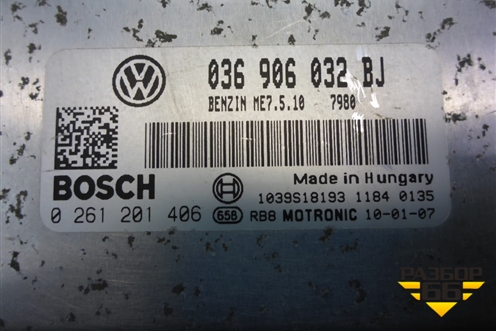 036 906 032 BJ
BENZIN ME7.5.10 7980
BOSCH
Made in Hungary
1039S18193 1184 0135
0 261 201 406 658 RB8 MOTRONIC 10-01-07
РАЗБОР
66